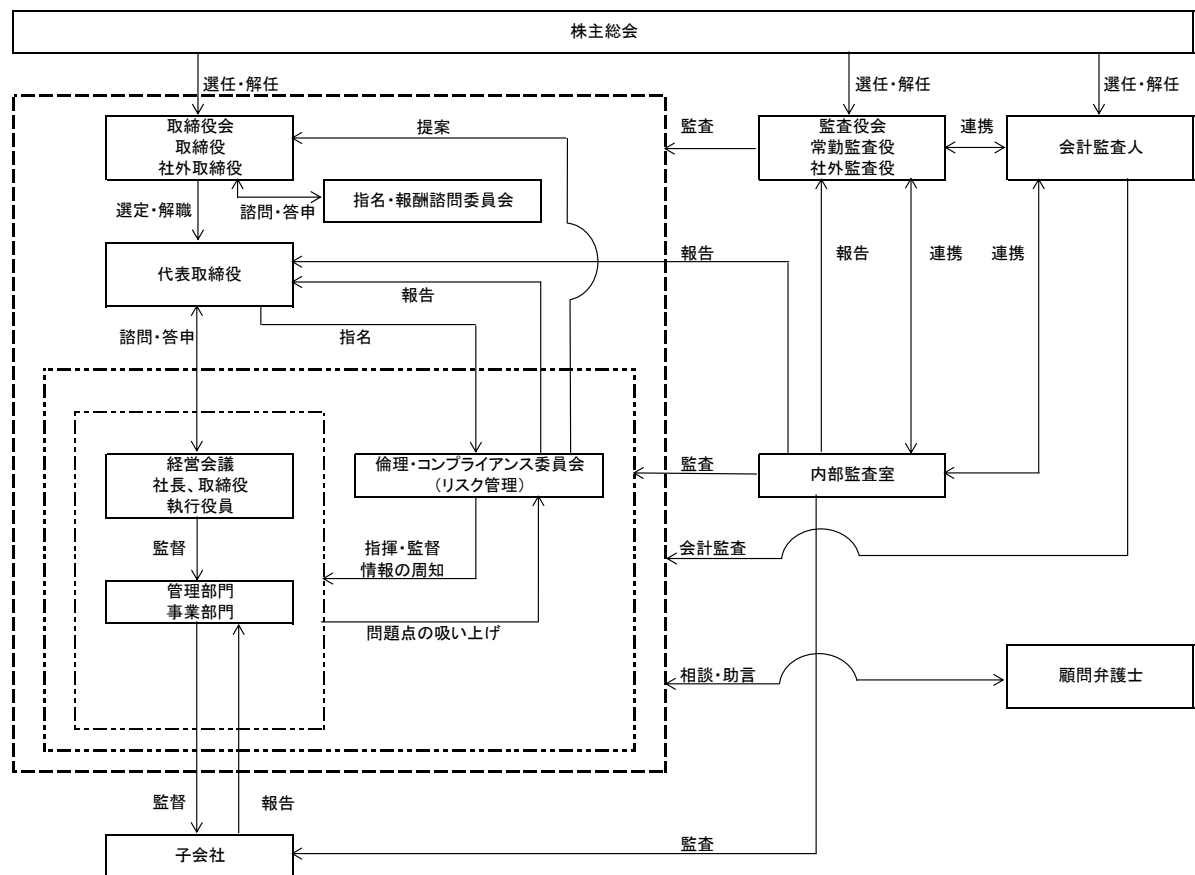 株主総会
選任・解任
選任・解任
選任・解任
取締役会
取締役
社外取締役
提案
監査
監査役会
常勤監査役
社外監査役
連携
会計監査人
選定・解職
諮問・答申
指名・報酬諮問委員会
代表取締役
報告
報告
報告
連携
連携
諮問・答申
指名
経営会議
社長、取締役
執行役員
倫理・コンプライアンス委員会
（リスク管理）
監査
内部監査室
監督
指揮・監督
情報の周知
会計監査
管理部門
事業部門
問題点の吸い上げ
相談・助言
顧問弁護士
監督
報告
子会社
監査